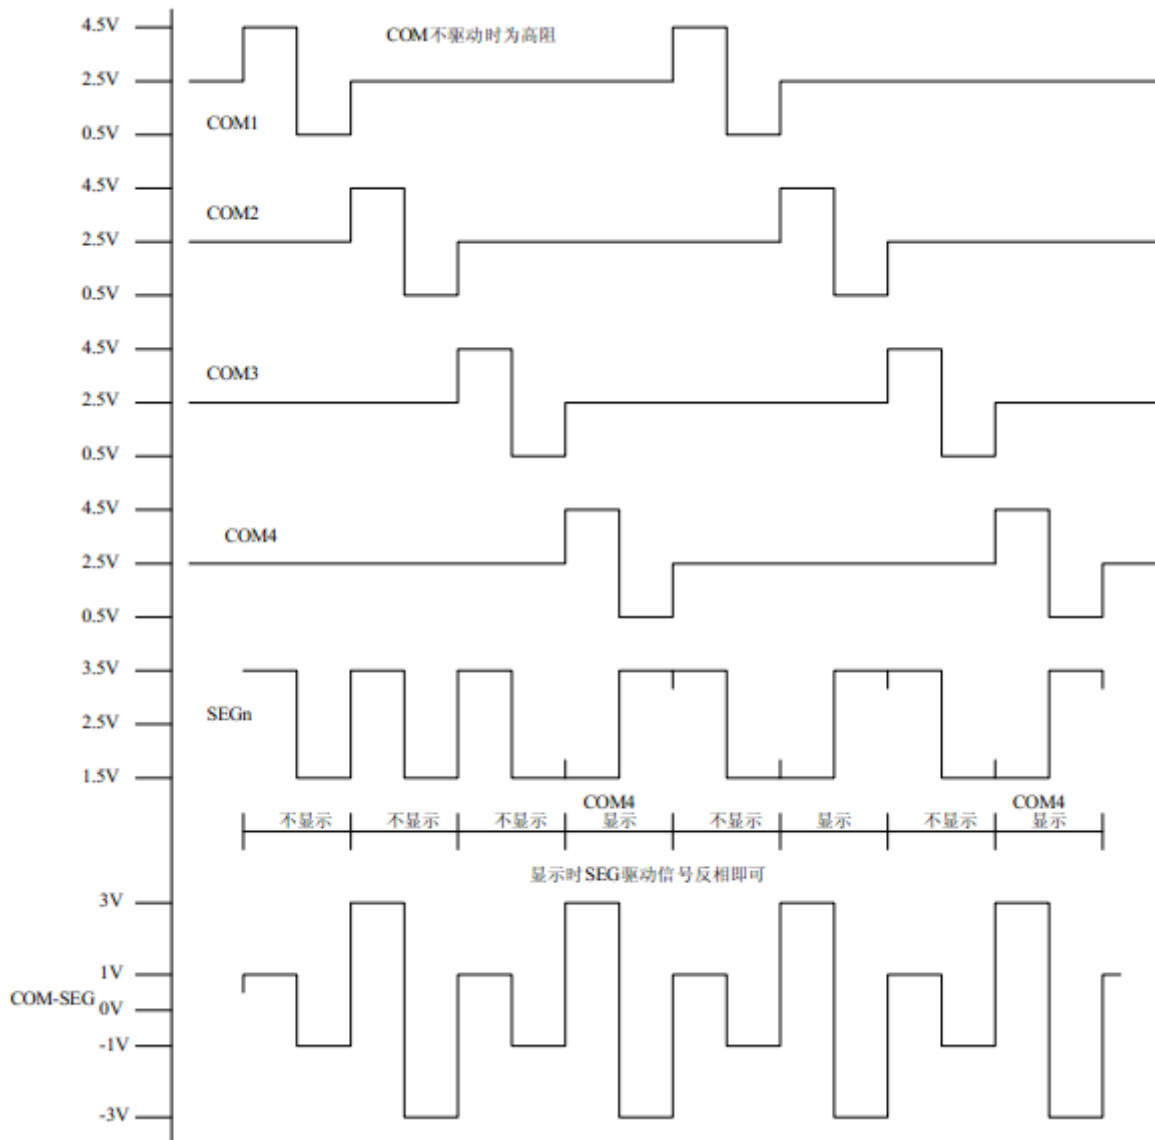 4.5V
COM不驱动时为高阻
2.5V
COM1
0.5V
4.5V
COM2
2.5V
0.5V
4.5V
COM3
2.5V
0.5V
4.5V
COM4
2.5V
0.5V
3.5V
SEGn
2.5V
1.5V
COM4 COM4
不显示 不显示 不显示 显示 不显示 显示 不显示 显示
显示时SEG驱动信号反相即可
3V
1V
COM-SEG 0V
-1V
-3V